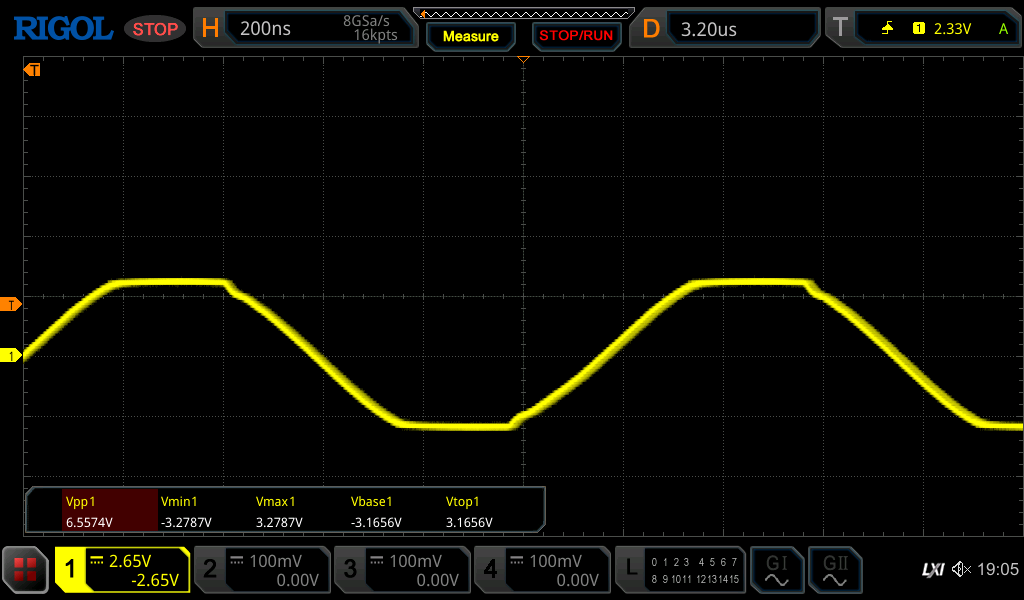 RIGOL STOP H 200ns 8GSa/s 16kpts Measure STOP/RUN D 3.20us T 1 2.33V A
T
T
1
Vpp1 Vmin1 Vmax1 Vbase1 Vtop1
6.5574V -3.2787V 3.2787V -3.1656V 3.1656V
1 2.65V -2.65V 2 100mV 0.00V 3 100mV 0.00V 4 100mV 0.00V L 0 1 2 3 4 5 6 7 8 9 10 11 12 13 14 15 GI GII LXI 19:05